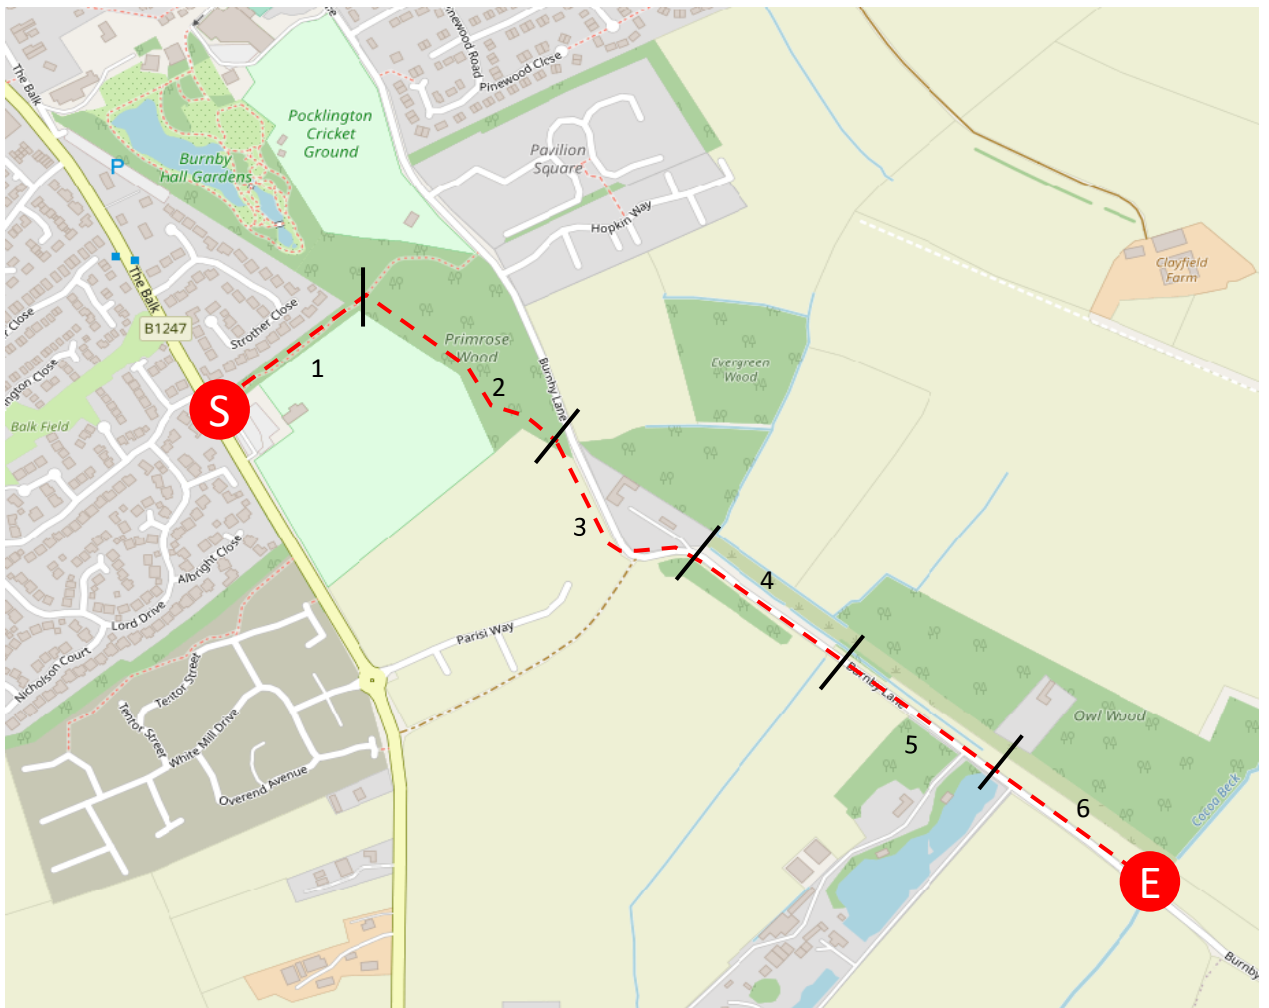 The Balk
Pinewood Road
Pinewood Close
Pocklington
Cricket
Ground
Burnby
Hall Gardens
P
Pavilion
Square
Hopkin Way
The Balk
B1247
Strother Close
Clayfield
Farm
1
Primrose
Wood
2
Burnby Lane
Evergreen
Wood
S
Balk Field
3
4
Albright Close
Lord Drive
Nicholson Court
Parisi Way
Tentor Street
Tentor Street
White Mill Drive
Overend Avenue
Burnby Lane
5
Owl Wood
6
Cocoa Beck
E
Burnby